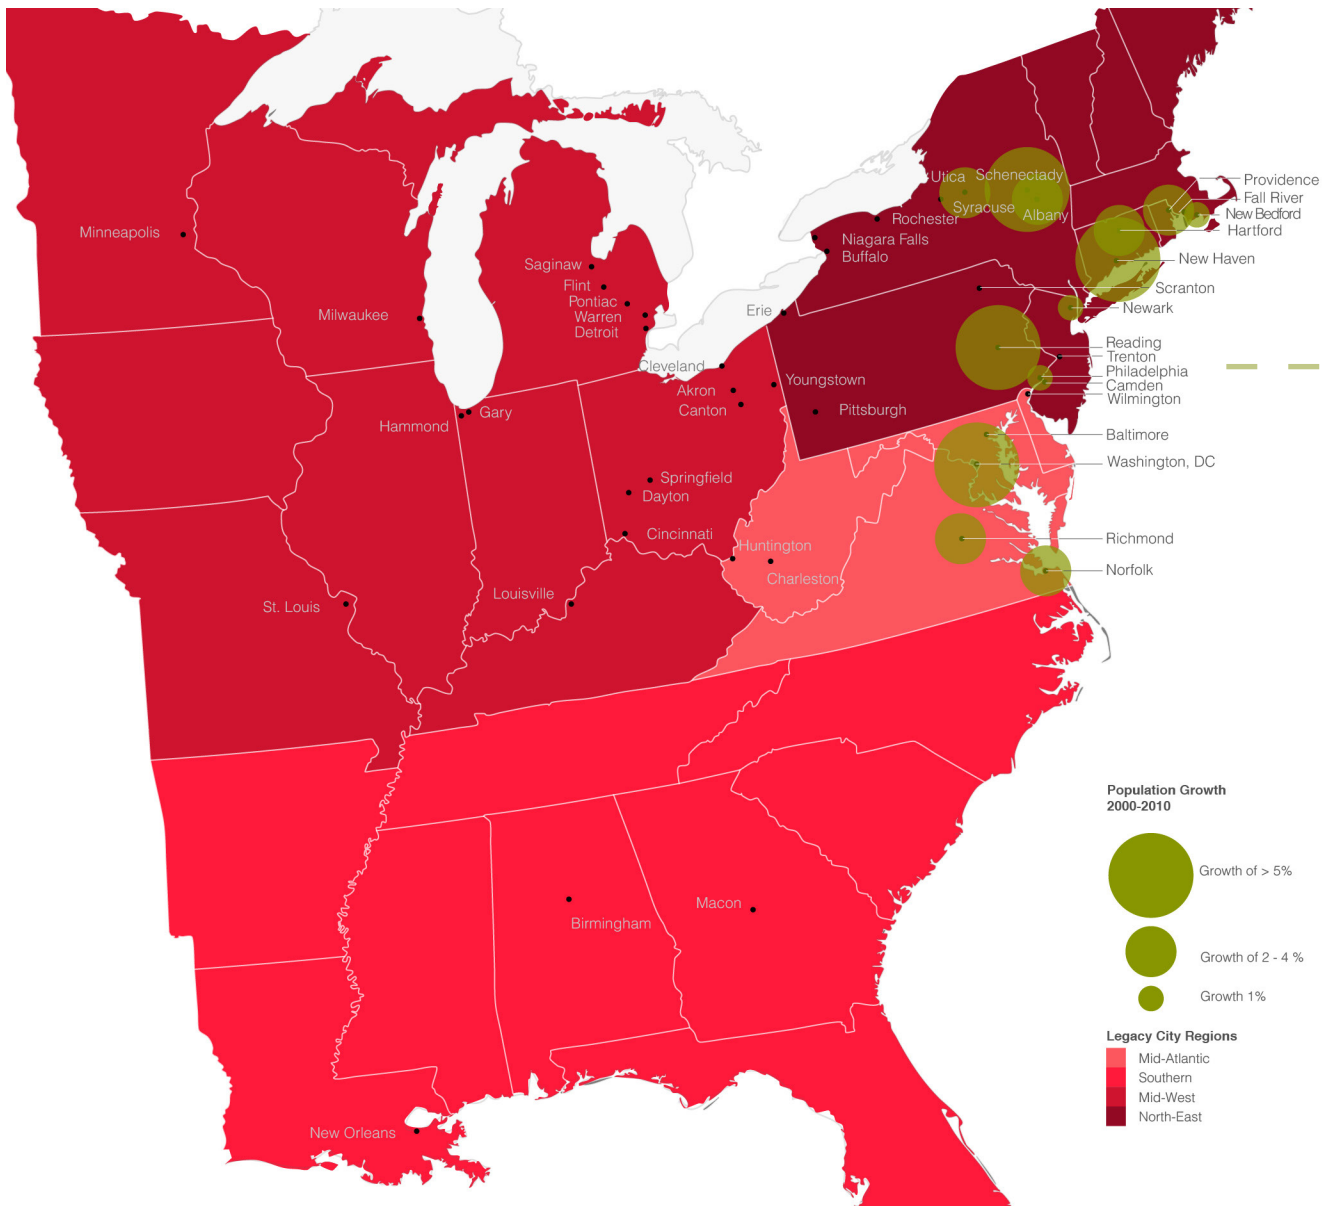 Utica
Schenectady
Syracuse
Albany
Rochester
Niagara Falls
Buffalo
Providence
Fall River
New Bedford
Hartford
New Haven
Scranton
Newark
Reading
Trenton
Philadelphia
Camden
Wilmington
Baltimore
Washington, DC
Richmond
Norfolk
Minneapolis
Milwaukee
Saginaw
Flint
Pontiac
Warren
Detroit
Erie
Cleveland
Akron
Canton
Youngstown
Pittsburgh
Hammond
Gary
Springfield
Dayton
Cincinnati
Huntington
Charleston
St. Louis
Louisville
Birmingham
Macon
New Orleans
Population Growth
2000-2010
Growth of > 5%
Growth of 2 - 4 %
Growth 1%
Legacy City Regions
Mid-Atlantic
Southern
Mid-West
North-East